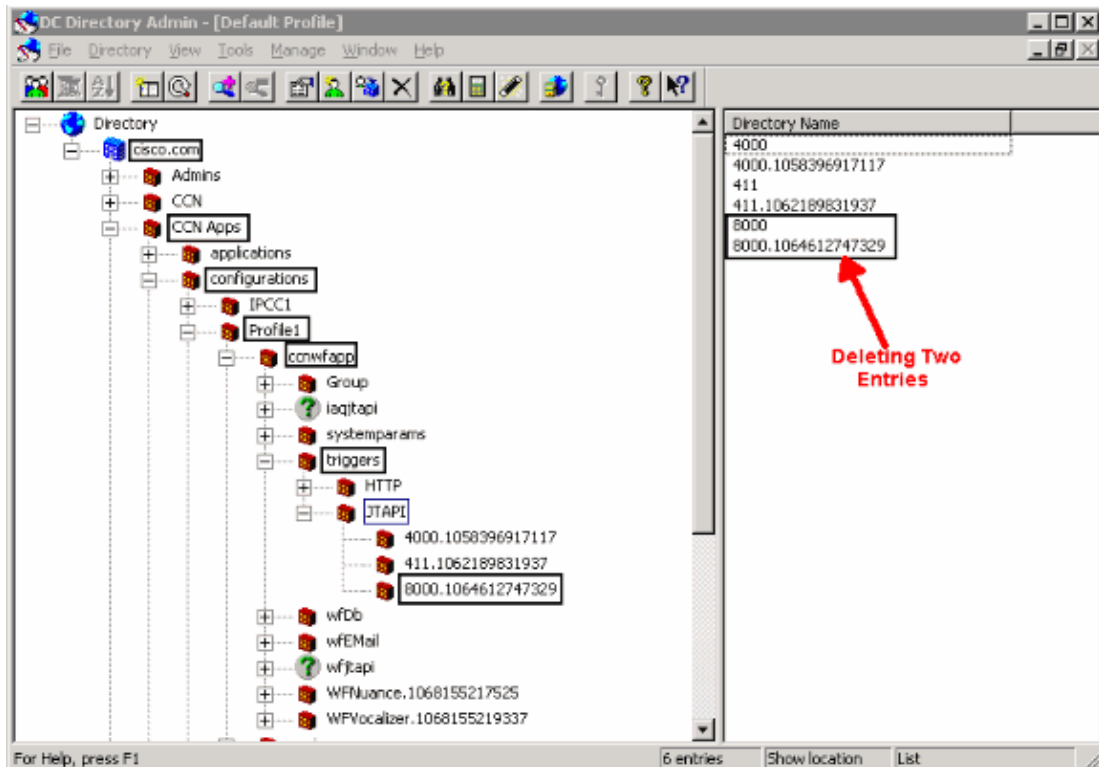 DC Directory Admin - [Default Profile]
File Directory View Tools Manage Window Help
Directory
cisco.com
Admins
CCN
CCN Apps
applications
configurations
IPCC1
Profile1
ccnwfapp
Group
iaqjtapi
systemparams
triggers
HTTP
JTAPI
4000.1058396917117
411.1062189831937
8000.1064612747329
wfDb
wfEMail
wfjtapi
WFNuance.1068155217525
WFVocalizer.1068155219337
Directory Name
4000
4000.1058396917117
411
411.1062189831937
8000
8000.1064612747329
Deleting Two
Entries
For Help, press F1 6 entries Show location List